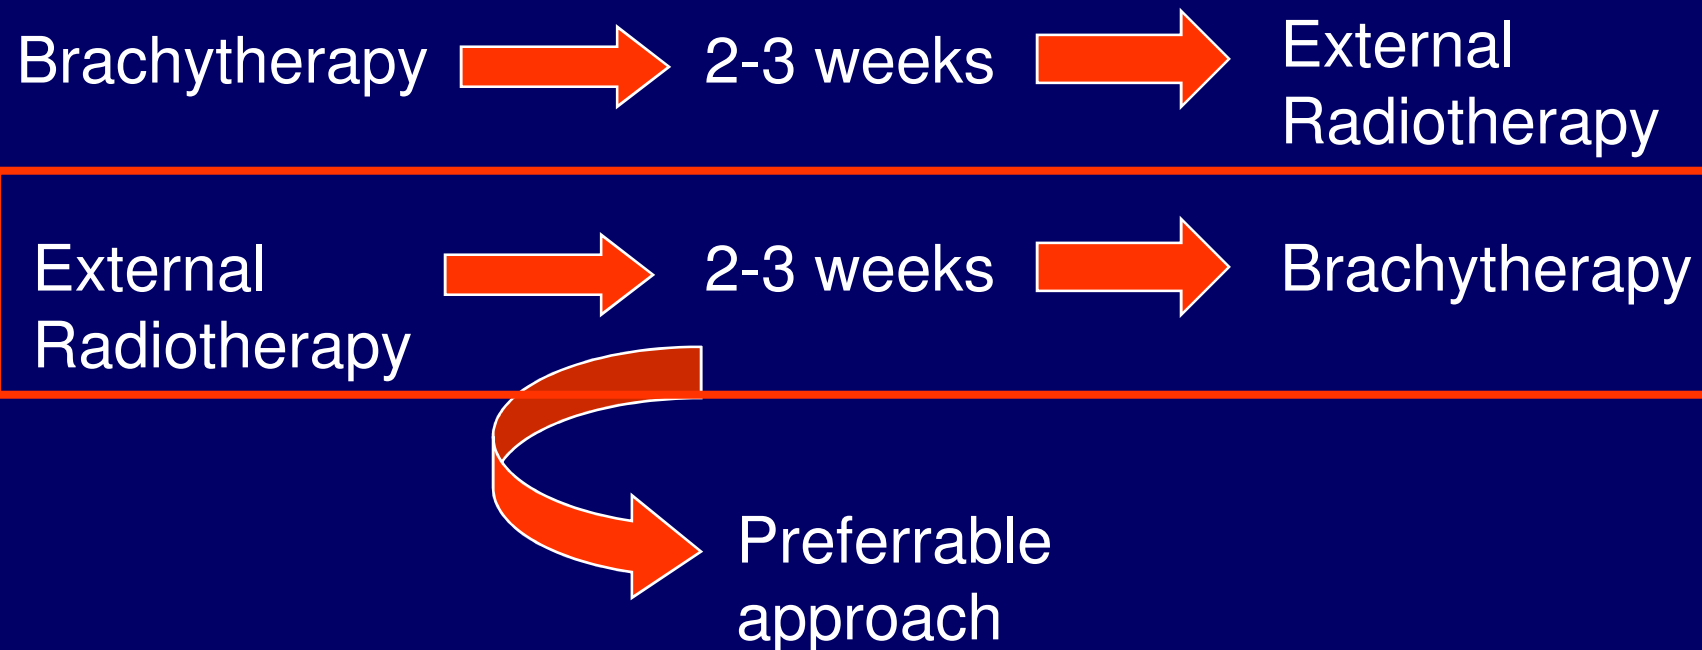 Brachytherapy 2-3 weeks External
Radiotherapy
External 2-3 weeks Brachytherapy
Radiotherapy
Preferrable
approach